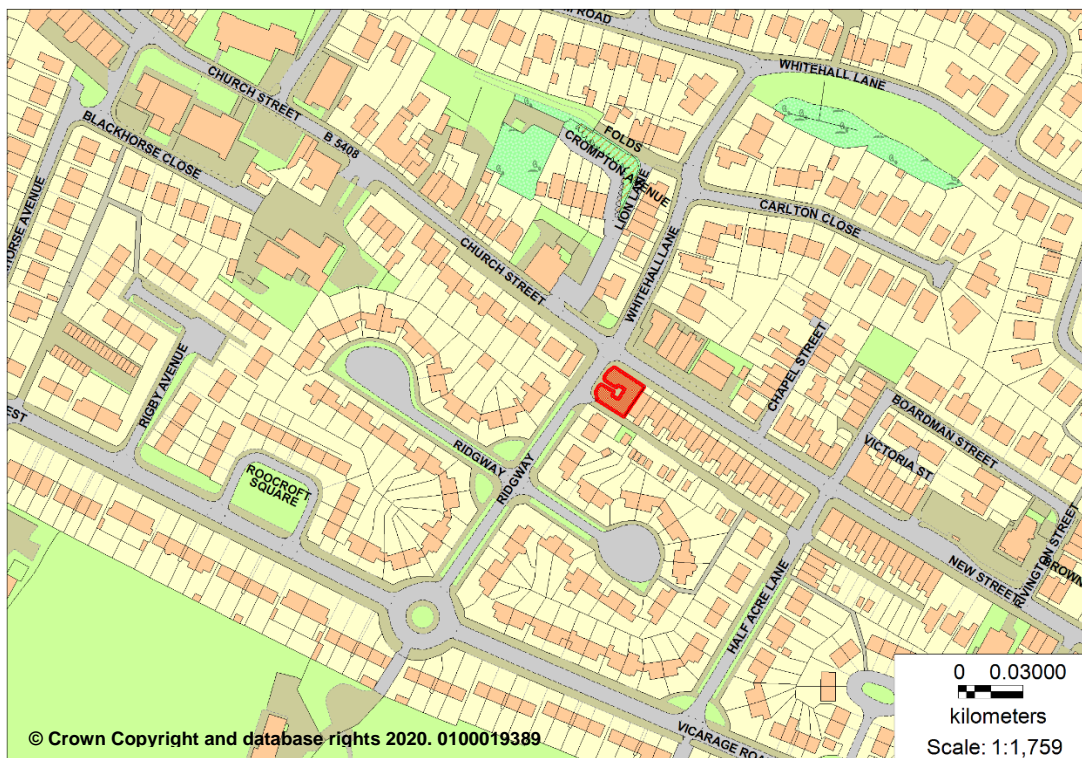 ROAD
WHITEHALL LANE
CHURCH STREET
B 5408
BLACKHORSE CLOSE
FOLDS
CROMPTON AVENUE
LION LANE
CARLTON CLOSE
CHURCH STREET
WHITEHALL LANE
CHAPEL STREET
BOARDMAN STREET
VICTORIA ST
RIGBY AVENUE
RIDGWAY
RIDGWAY
ROOCROFT
SQUARE
EST
HALF ACRE LANE
NEW STREET
RIVINGTON STREET
BROWN
VICARAGE ROA
0 0.03000
kilometers
Scale: 1:1,759
© Crown Copyright and database rights 2020. 0100019389